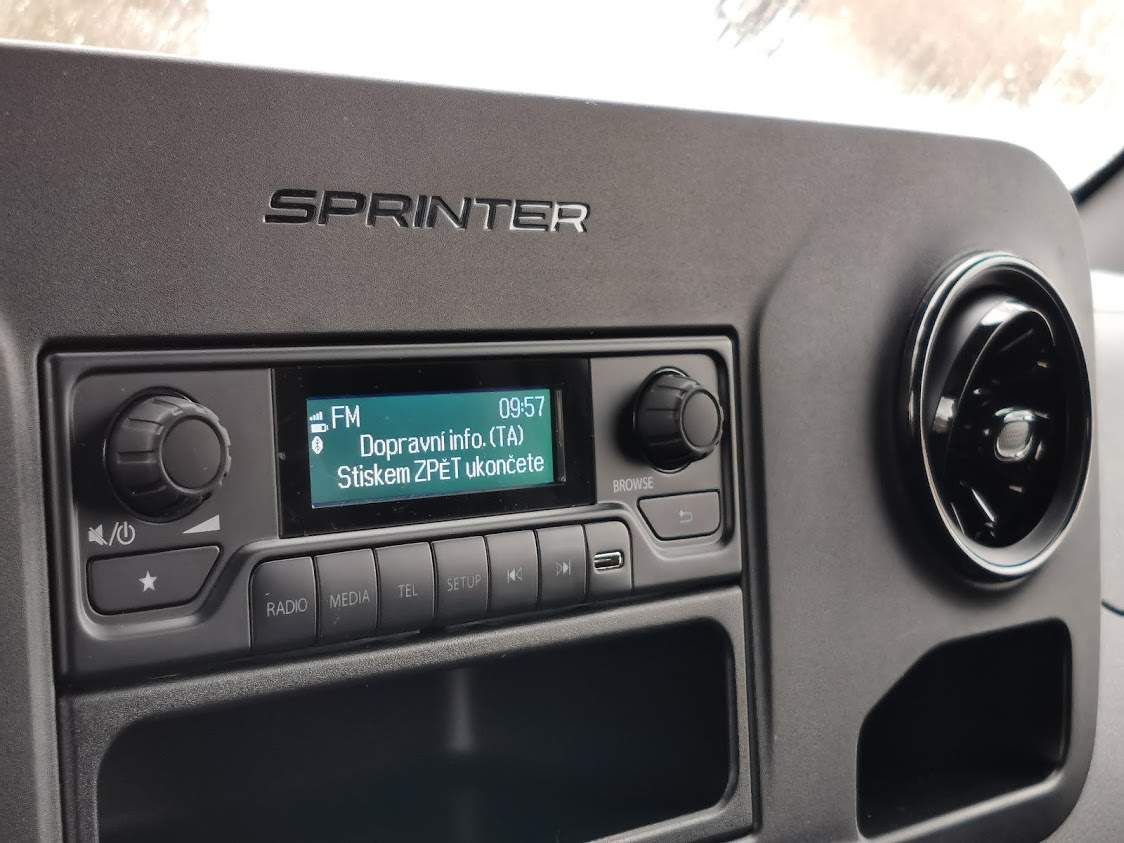 SPRINTER
FM 09:57
Dopravní info. (TA)
Stiskem ZPĚT ukončete
BROWSE
RADIO MEDIA TEL SETUP